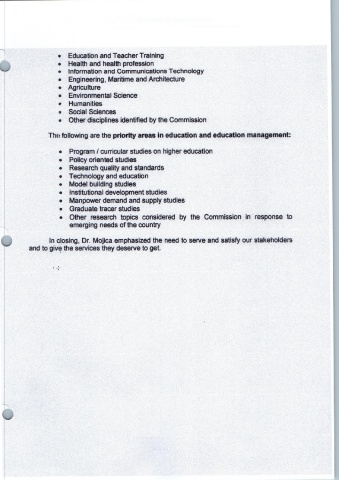 • Education and Teacher Training
• Health and health profession
• Information and Communications Technology
• Engineering, Maritime and Architecture
• Agriculture
• Environmental Science
• Humanities
• Social Sciences
• Other disciplines identified by the Commission
The following are the priority areas in education and education management:
• Program / curricular studies on higher education
• Policy oriented studies
• Research quality and standards
• Technology and education
• Model building studies
• Institutional development studies
• Manpower demand and supply studies
• Graduate tracer studies
• Other research topics considered by the Commission in response to
emerging needs of the country
In closing, Dr. Mojica emphasized the need to serve and satisfy our stakeholders
and to give the services they deserve to get.